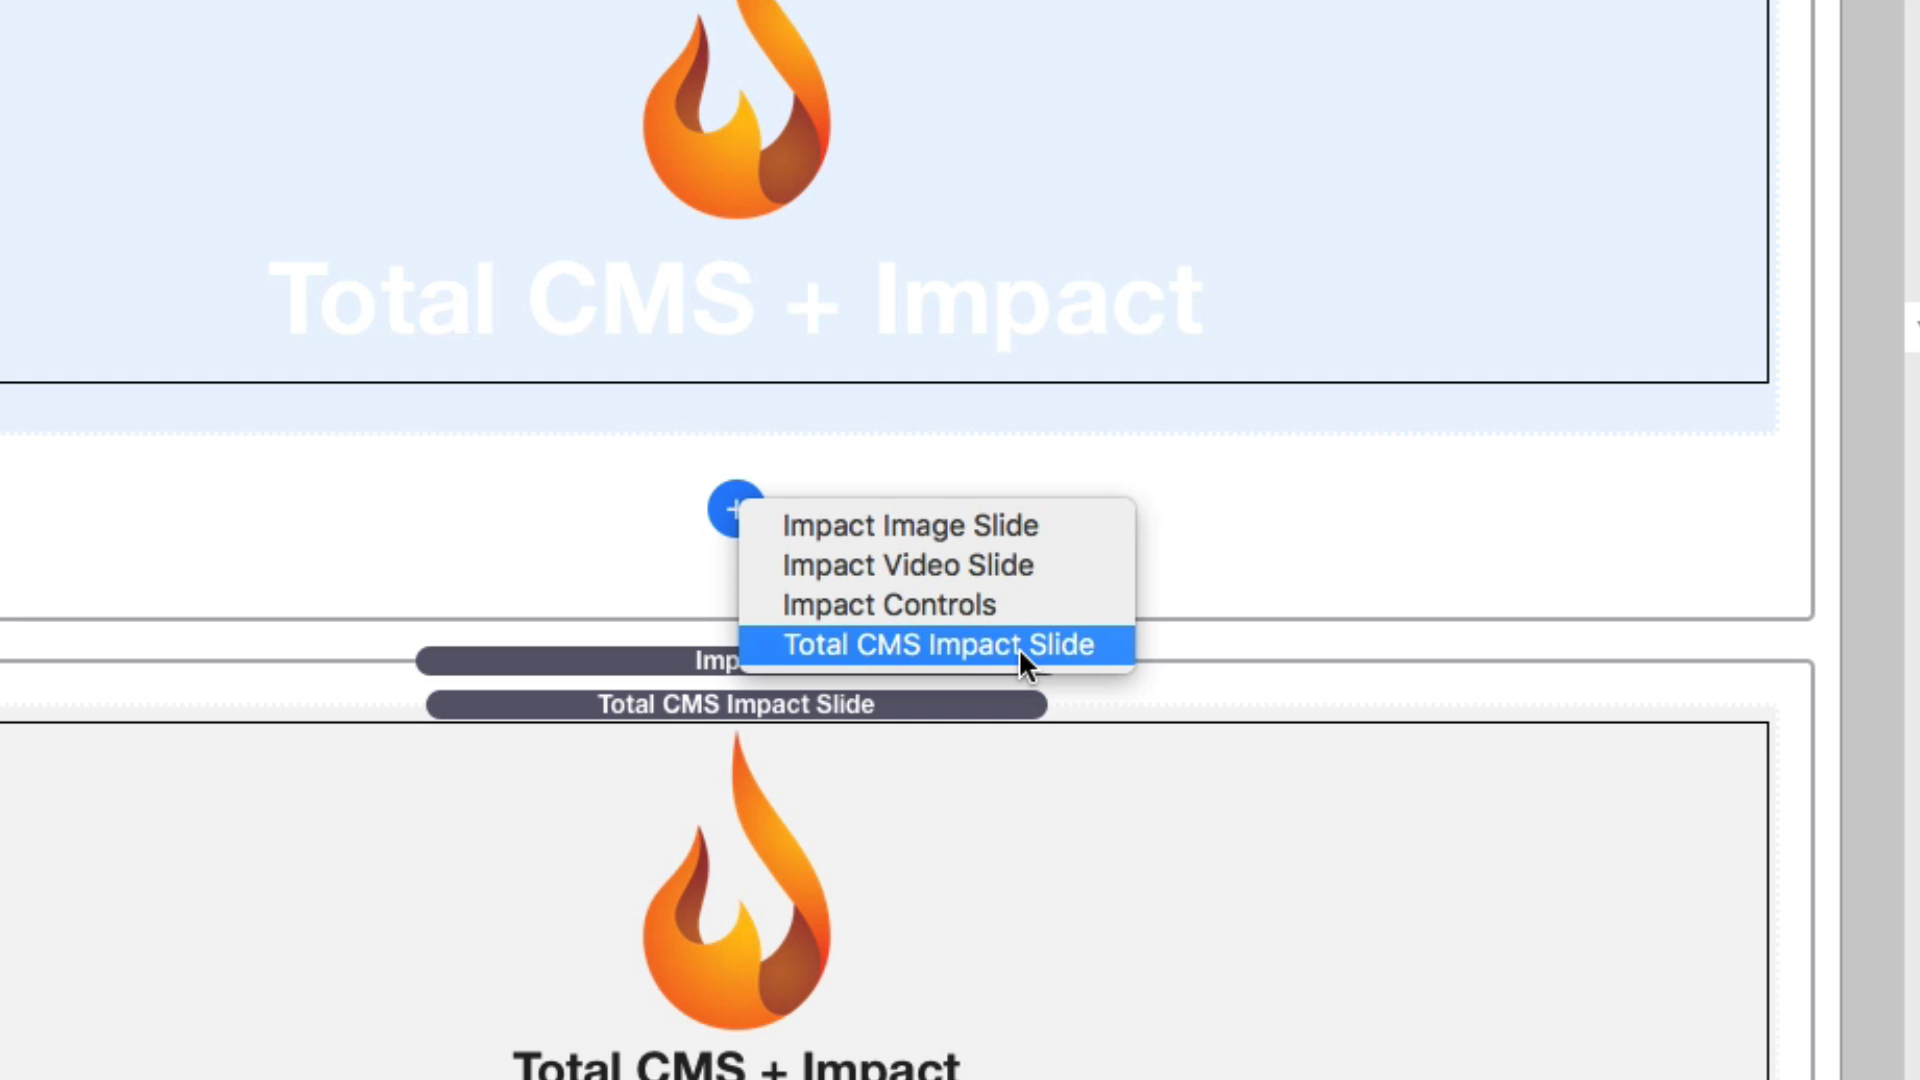 Total CMS + Impact
+
Impact Image Slide
Impact Video Slide
Impact Controls
Total CMS Impact Slide
Imp
Total CMS Impact Slide
Total CMS + Impact